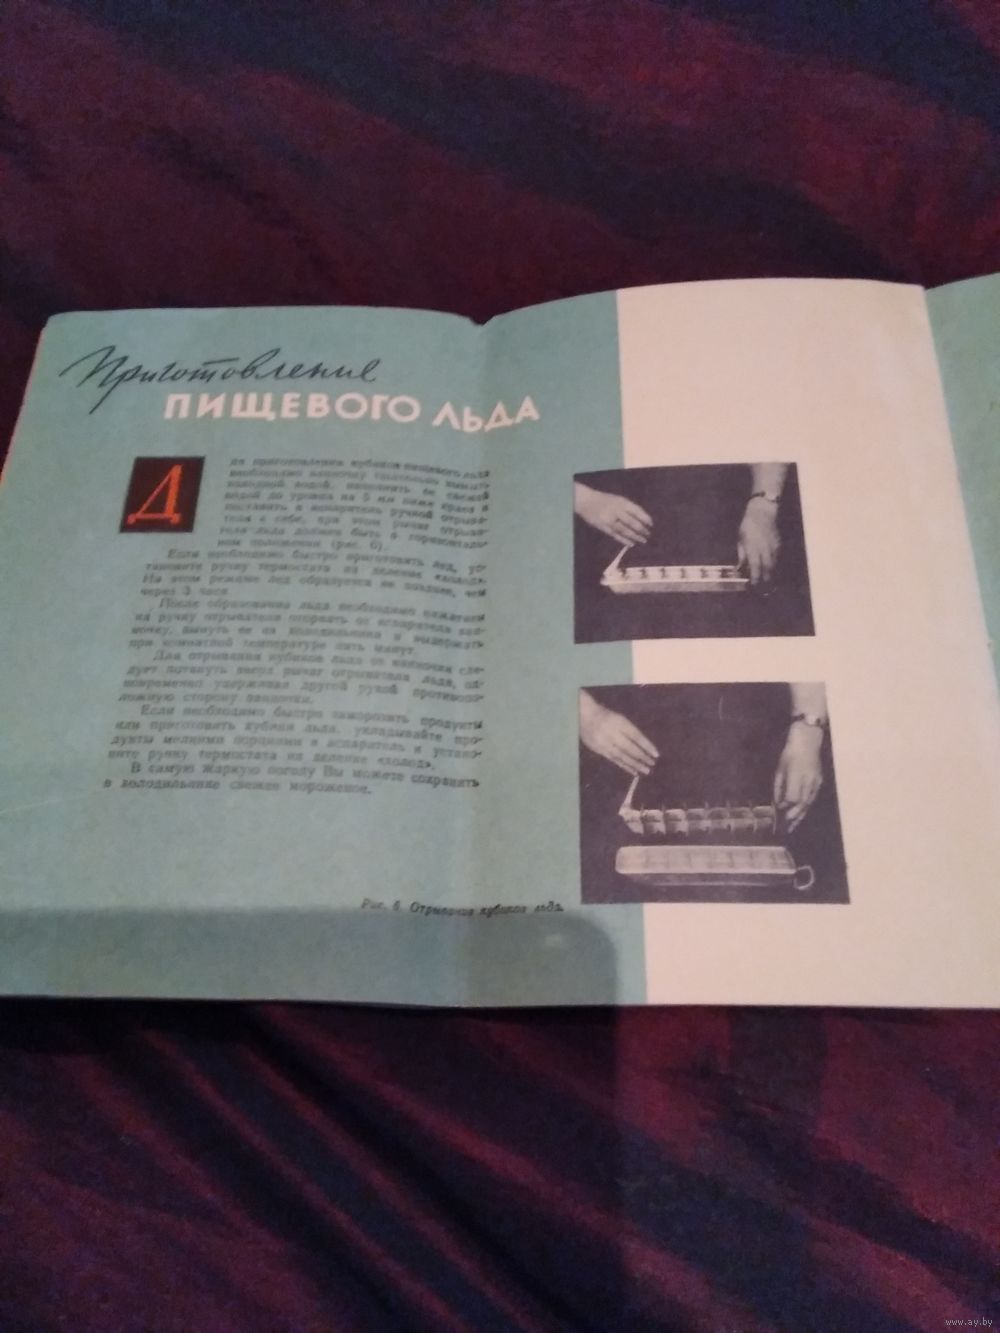 Приготовление
ПИЩЕВОГО ЛЬДА
Для приготовления кубиков пищевого льда
необходимо ванночку тщательно вымыть
холодной водой, наполнить ее свежей
водой до уровня на 5 мм ниже краев и
поставить в испаритель ручкой отрыва-
теля к себе, при этом рычаг отрыва-
теля льда должен быть в горизонталь-
ном положении (рис. 6).
Если необходимо быстро приготовить лед, ус-
тановите ручку термостата на деление «холод».
На этом режиме лед образуется не позднее, чем
через 3 часа.
После образования льда необходимо нажатием
на ручку отрывателя оторвать от испарителя ван-
ночку, вынуть ее из холодильника и выдержать
при комнатной температуре пять минут.
Для отрывания кубиков льда от ванночки сле-
дует потянуть вверх рычаг отрывателя льда, од-
новременно удерживая другой рукой противопо-
ложную сторону ванночки.
Если необходимо быстро заморозить продукты
или приготовить кубики льда, укладывайте про-
дукты мелкими порциями в испаритель и устано-
вите ручку термостата на деление «холод».
В самую жаркую погоду Вы можете сохранить
в холодильнике свежее мороженое.
Рис. 6. Отрывание кубиков льда.
www.ay.by